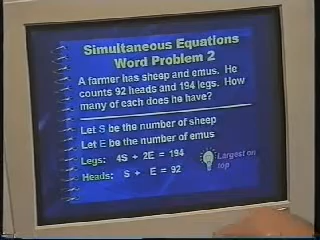 Simultaneous Equations
Word Problem 2
A farmer has sheep and emus. He
counts 92 heads and 194 legs. How
many of each does he have?
Let S be the number of sheep
Let E be the number of emus
Legs: 4S + 2E = 194
Largest on
top
Heads: S + E = 92